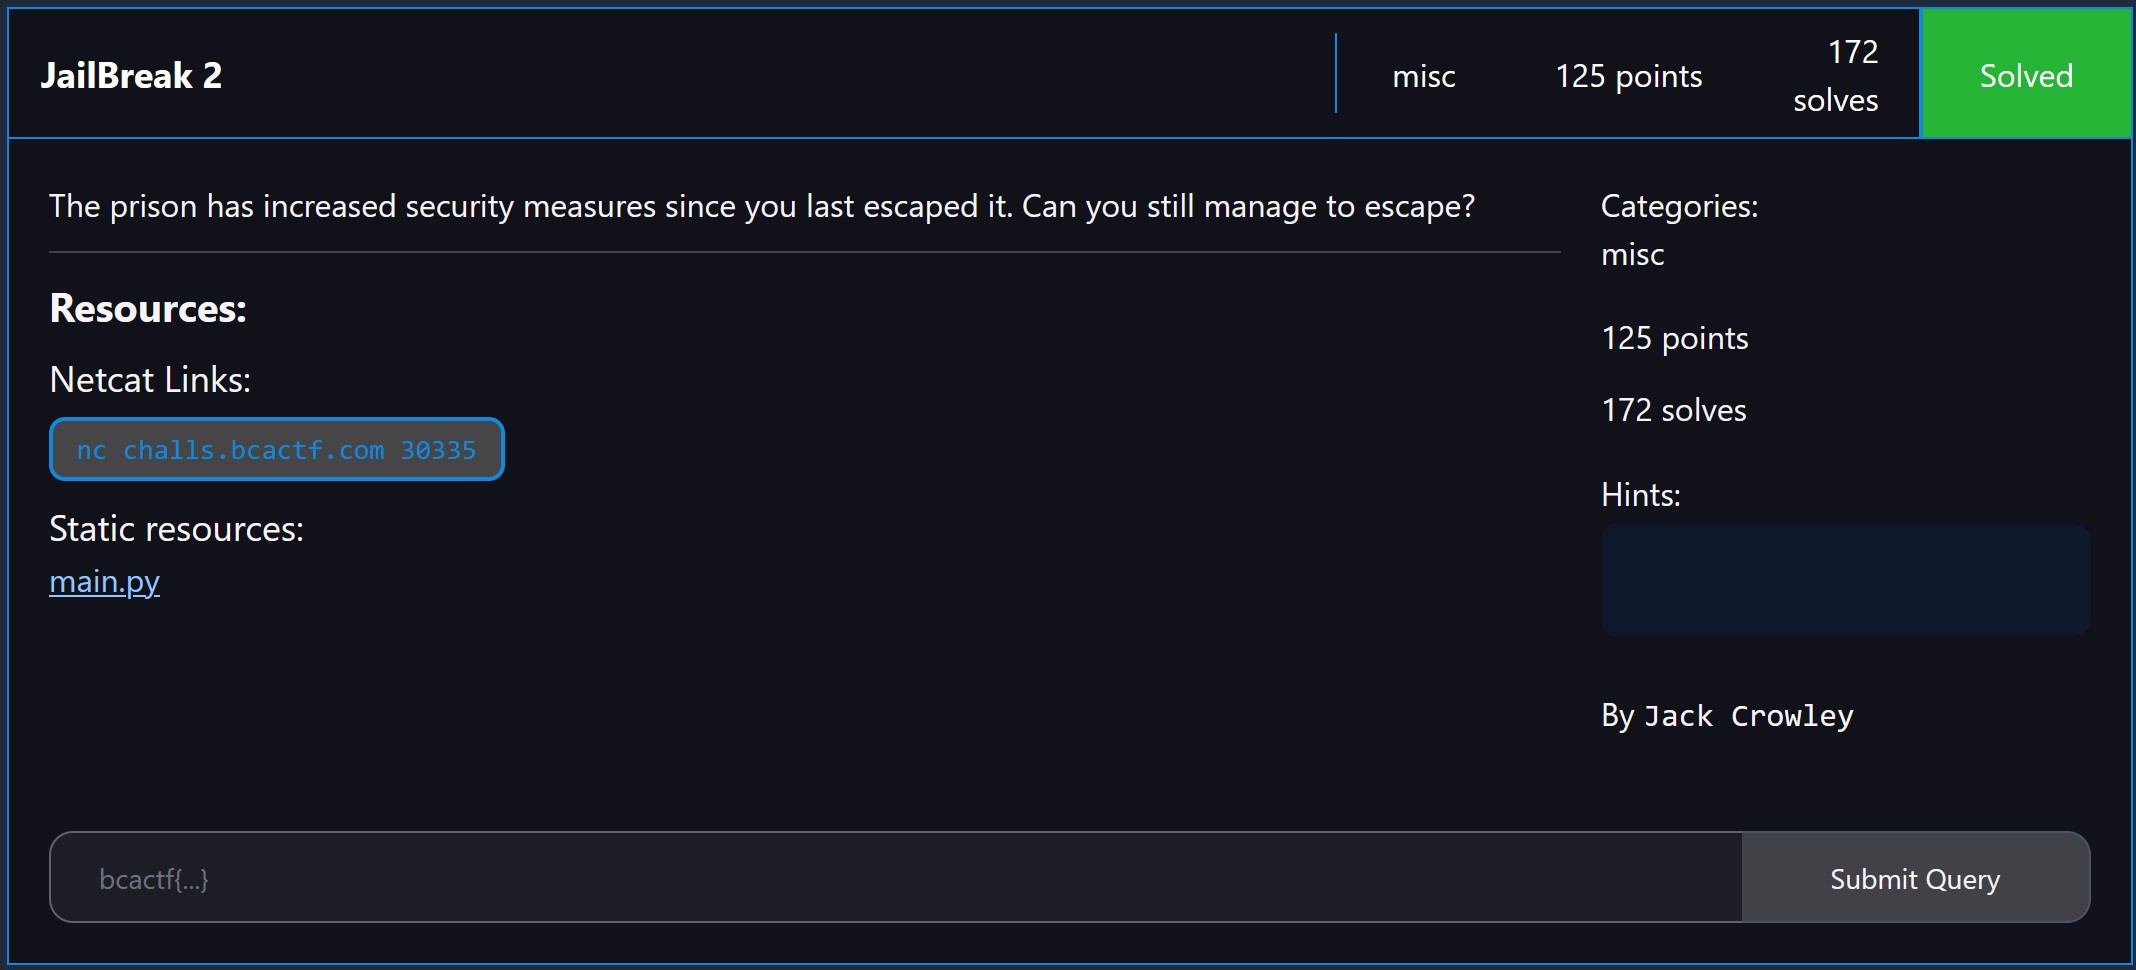 JailBreak 2
misc
125 points
172
solves
Solved
The prison has increased security measures since you last escaped it. Can you still manage to escape?
Resources:
Netcat Links:
nc challs.bcactf.com 30335
Static resources:
main.py
Categories:
misc
125 points
172 solves
Hints:
By Jack Crowley
bcactf{...}
Submit Query